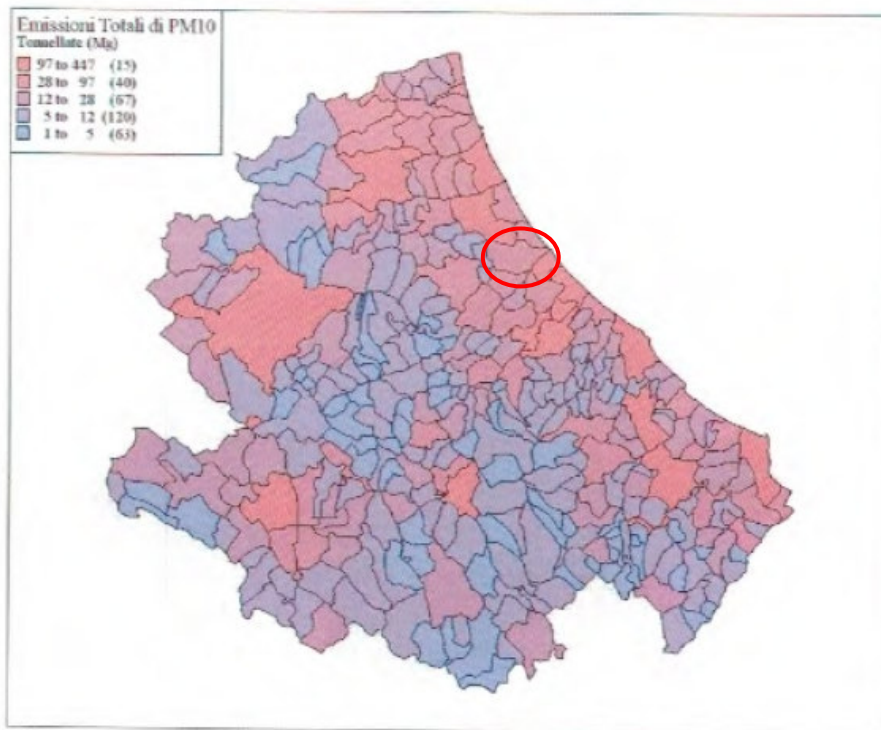 Emissioni Totali di PM10
Tonnellate (Mg)
97 to 447 (15)
28 to 97 (40)
12 to 28 (67)
5 to 12 (120)
1 to 5 (63)